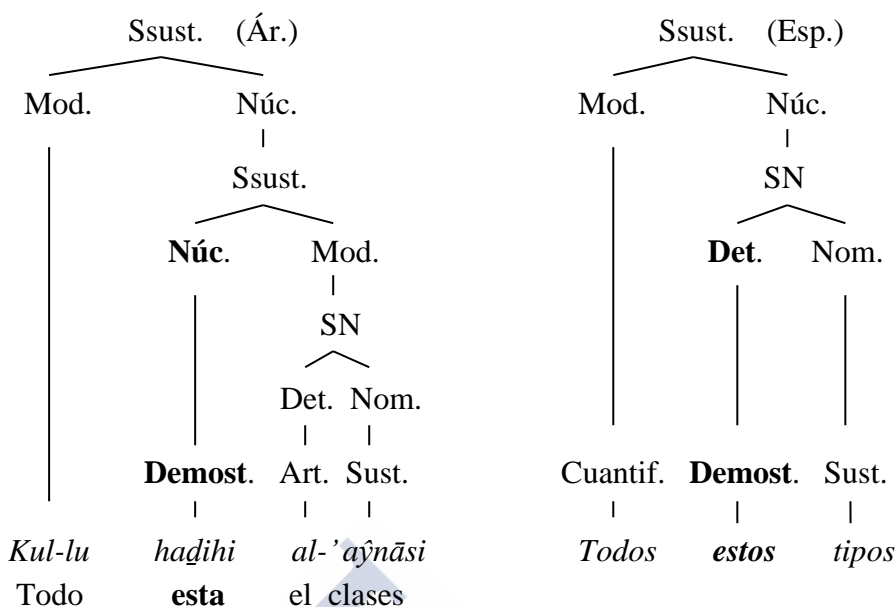 Ssust. (Ár.) Ssust. (Esp.)
Mod. Núc. Mod. Núc.
Ssust. SN
Núc. Mod. Det. Nom.
SN
Det. Nom.
Demost. Art. Sust. Cuantif. Demost. Sust.
Kul-lu haḏihi al-’aŷnāsi Todos estos tipos
Todo esta el clases